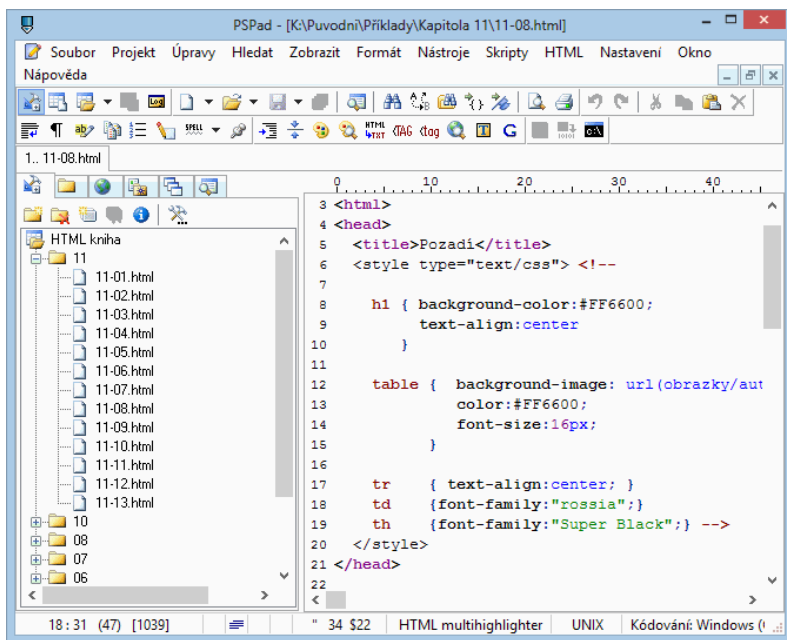 PSPad - [K:\Puvodni\Příklady\Kapitola 11\11-08.html]
Soubor Projekt Úpravy Hledat Zobrazit Formát Nástroje Skripty HTML Nastavení Okno
Nápověda
1.. 11-08.html
HTML kniha
11
11-01.html
11-02.html
11-03.html
11-04.html
11-05.html
11-06.html
11-07.html
11-08.html
11-09.html
11-10.html
11-11.html
11-12.html
11-13.html
10
08
07
06
0 10 20 30 40
3 <html>
4 <head>
5 <title>Pozadí</title>
6 <style type="text/css"> <!--
7
8 h1 { background-color:#FF6600;
9 text-align:center
10 }
11
12 table { background-image: url(obrazky/aut
13 color:#FF6600;
14 font-size:16px;
15 }
16
17 tr { text-align:center; }
18 td {font-family:"rossia";}
19 th {font-family:"Super Black";} -->
20 </style>
21 </head>
22
18:31 (47) [1039] " 34 $22 HTML multihighlighter UNIX Kódování: Windows (